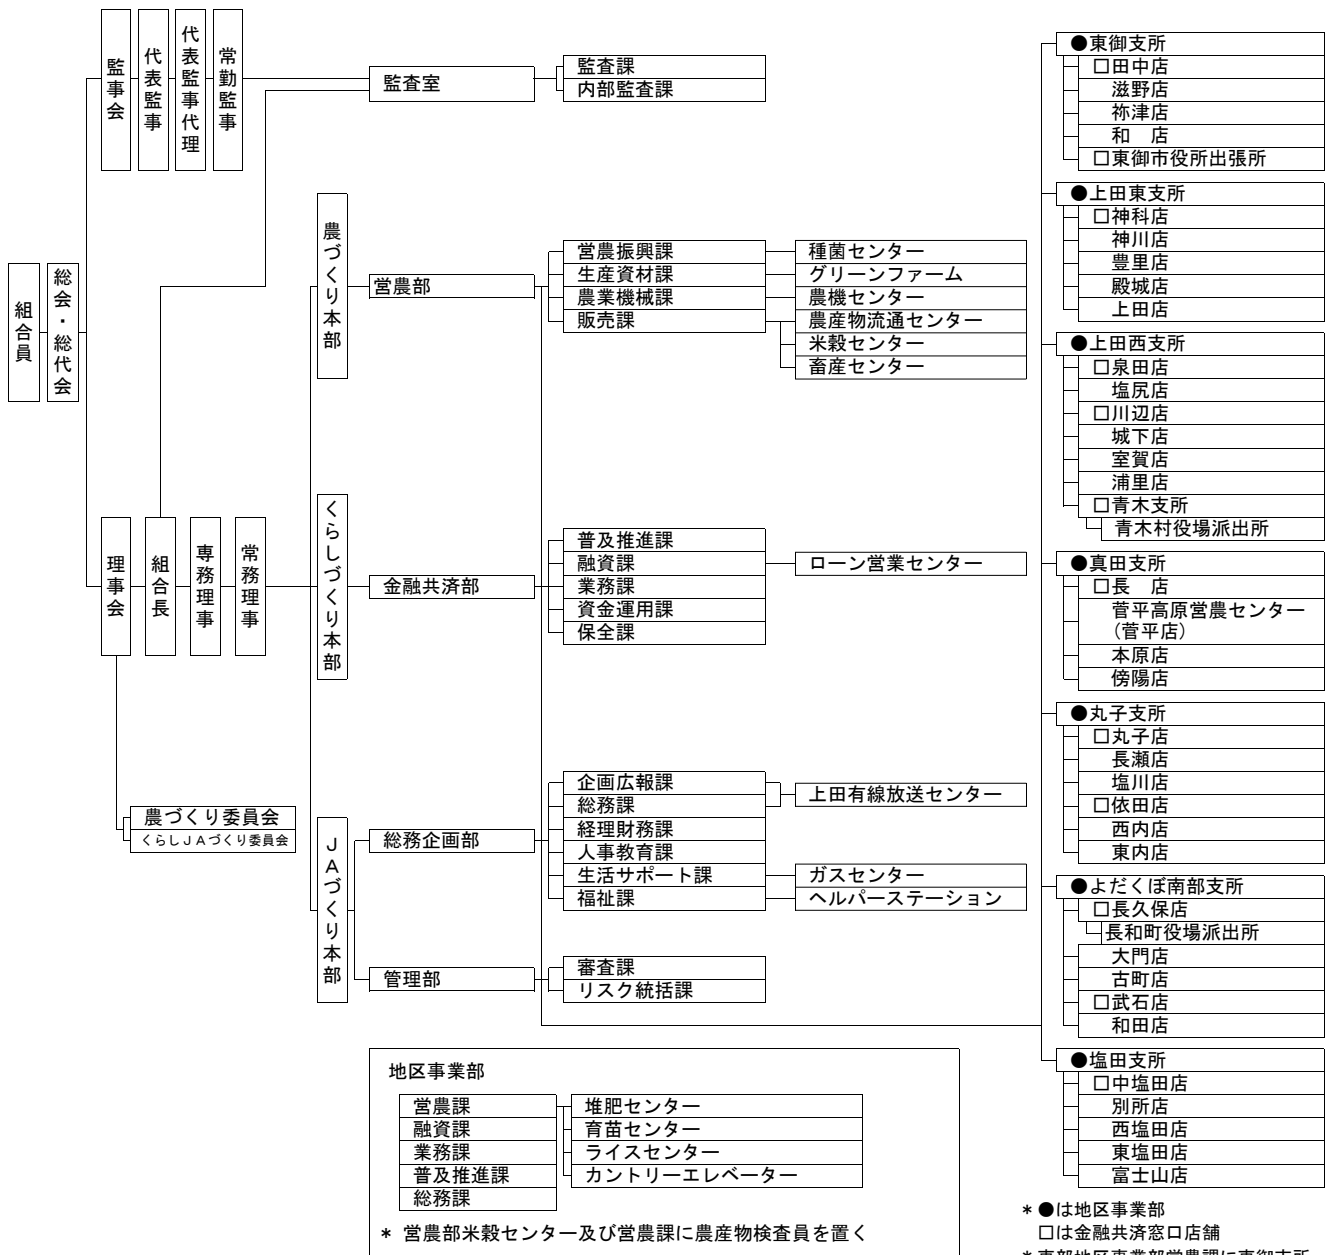 組合員
総会・総代会
監事会
代表監事
代表監事代理
常勤監事
監査室
監査課
内部監査課
理事会
組合長
専務理事
常務理事
農づくり委員会
くらしJAづくり委員会
農づくり本部
営農部
営農振興課
生産資材課
農業機械課
販売課
種菌センター
グリーンファーム
農機センター
農産物流通センター
米穀センター
畜産センター
くらしづくり本部
金融共済部
普及推進課
融資課
業務課
資金運用課
保全課
ローン営業センター
JAづくり本部
総務企画部
企画広報課
総務課
経理財務課
人事教育課
生活サポート課
福祉課
上田有線放送センター
ガスセンター
ヘルパーステーション
管理部
審査課
リスク統括課
地区事業部
営農課
融資課
業務課
普及推進課
総務課
堆肥センター
育苗センター
ライスセンター
カントリーエレベーター
* 営農部米穀センター及び営農課に農産物検査員を置く
●東御支所
□田中店
滋野店
祢津店
和 店
□東御市役所出張所
●上田東支所
□神科店
神川店
豊里店
殿城店
上田店
●上田西支所
□泉田店
塩尻店
□川辺店
城下店
室賀店
浦里店
□青木支所
青木村役場派出所
●真田支所
□長 店
菅平高原営農センター
(菅平店)
本原店
傍陽店
●丸子支所
□丸子店
長瀬店
塩川店
□依田店
西内店
東内店
●よだくぼ南部支所
□長久保店
長和町役場派出所
大門店
古町店
□武石店
和田店
●塩田支所
□中塩田店
別所店
西塩田店
東塩田店
富士山店
* ●は地区事業部
□は金融共済窓口店舗
* 東部地区事業部営農課に東御支所